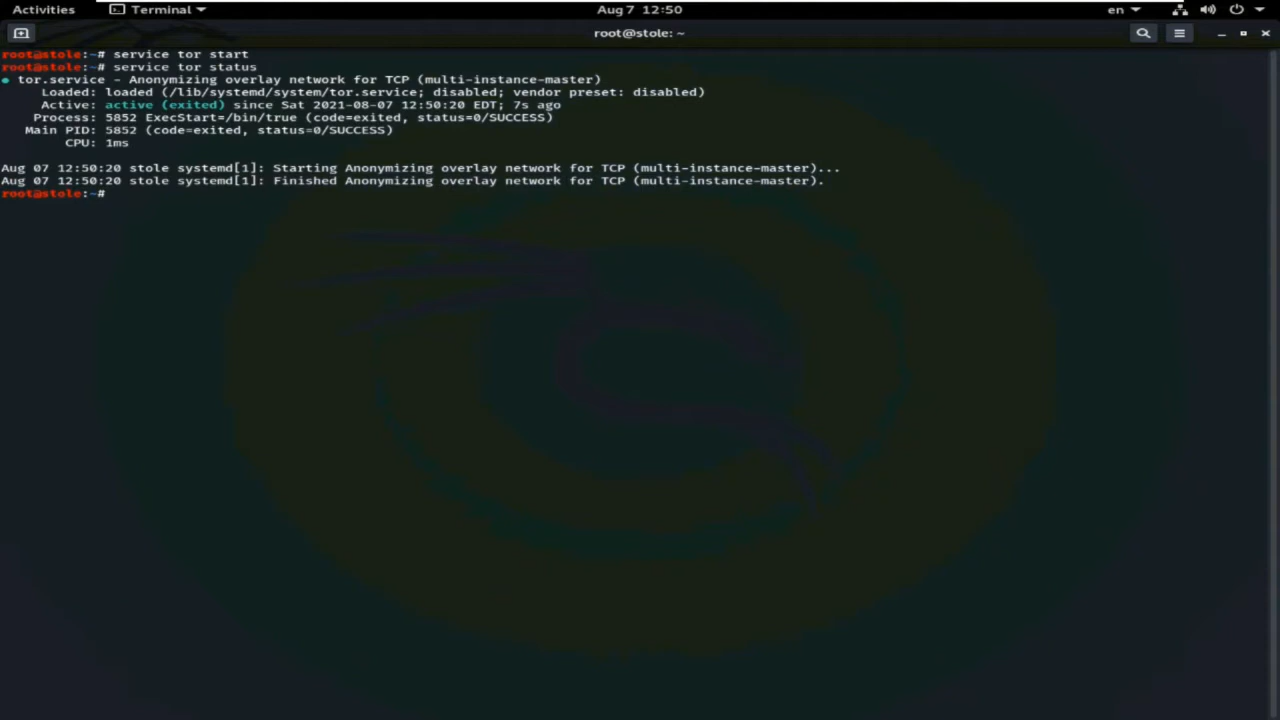 Activities
Terminal
Aug 7 12:50
en
root@stole: ~
root@stole:~# service tor start
root@stole:~# service tor status
● tor.service - Anonymizing overlay network for TCP (multi-instance-master)
Loaded: loaded (/lib/systemd/system/tor.service; disabled; vendor preset: disabled)
Active: active (exited) since Sat 2021-08-07 12:50:20 EDT; 7s ago
Process: 5852 ExecStart=/bin/true (code=exited, status=0/SUCCESS)
Main PID: 5852 (code=exited, status=0/SUCCESS)
CPU: 1ms
Aug 07 12:50:20 stole systemd[1]: Starting Anonymizing overlay network for TCP (multi-instance-master)...
Aug 07 12:50:20 stole systemd[1]: Finished Anonymizing overlay network for TCP (multi-instance-master).
root@stole:~#